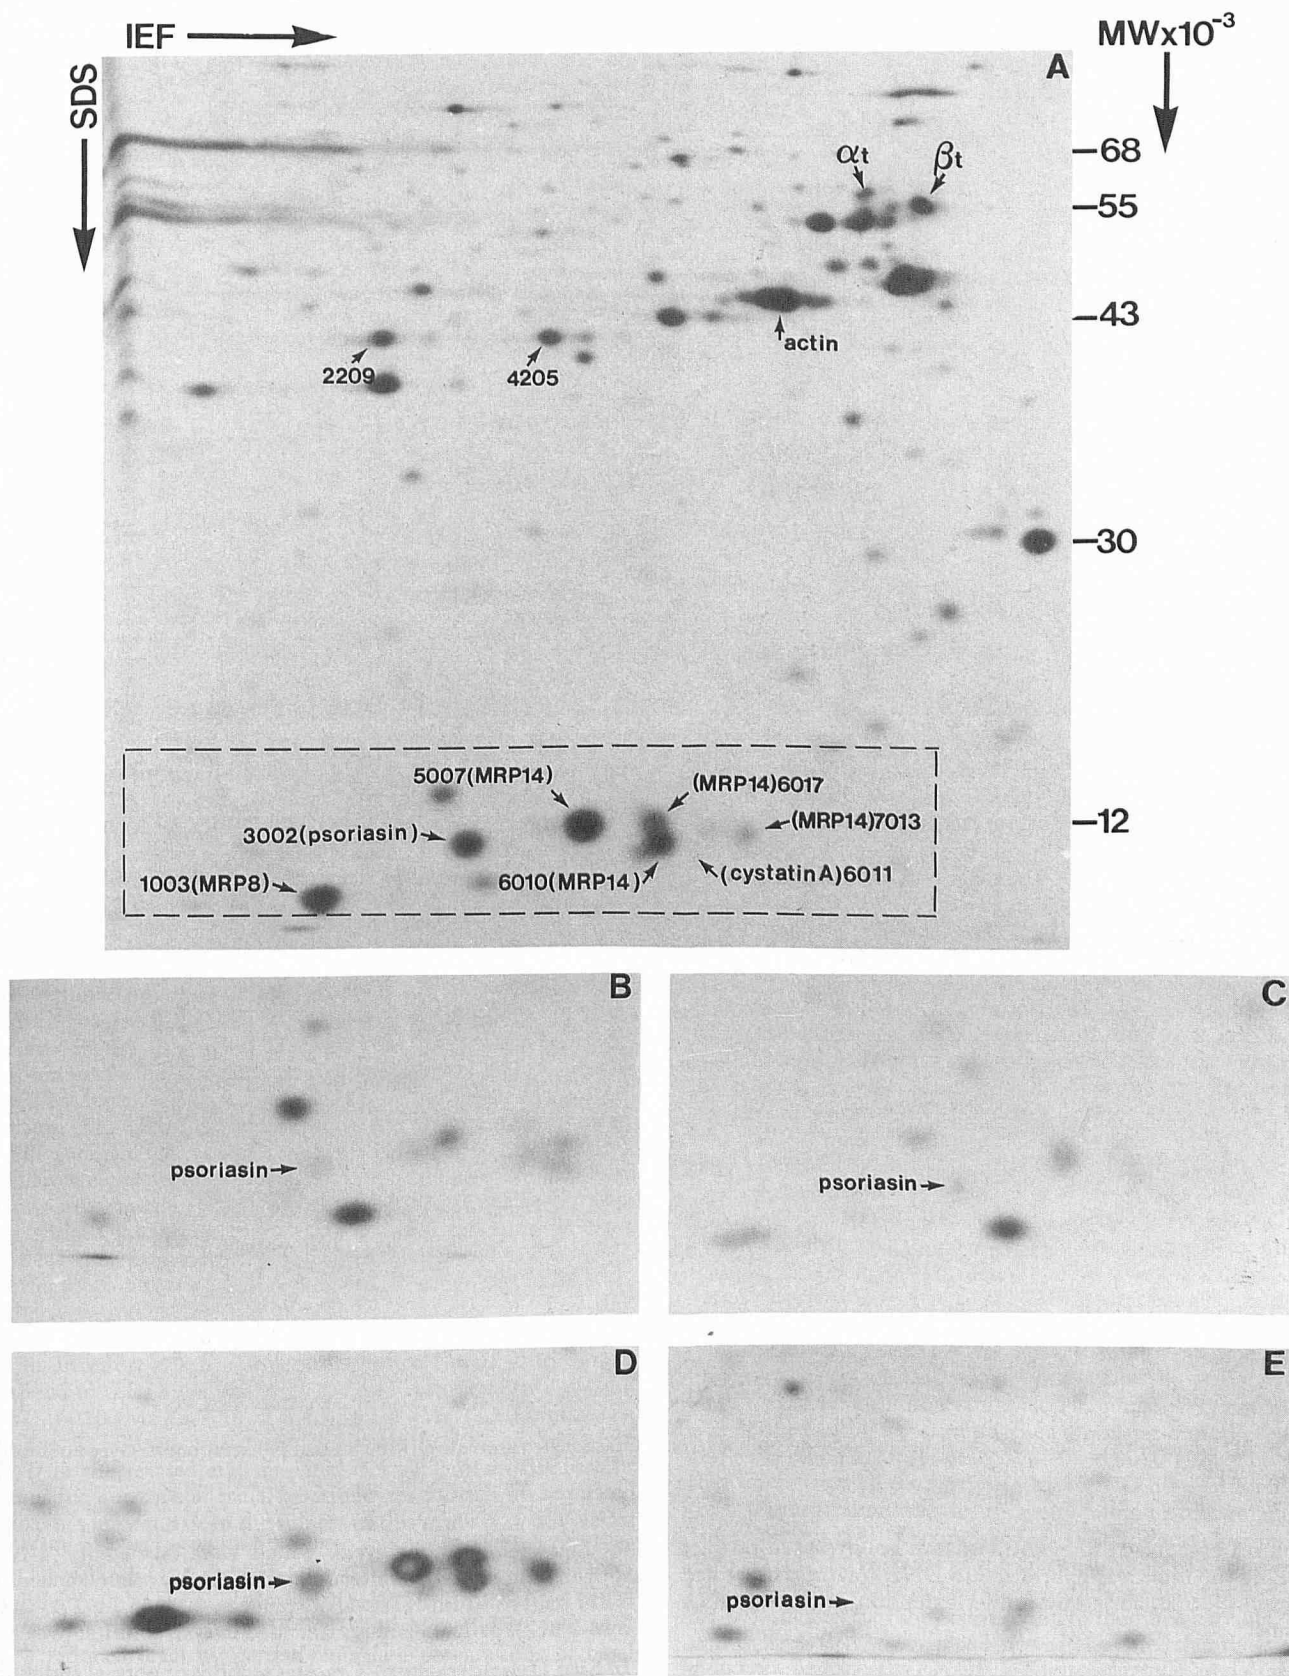 IEF
MWx10⁻³
SDS
A
68
αt
βt
55
43
actin
2209
4205
30
5007(MRP14)
(MRP14)6017
3002(psoriasin)
(MRP14)7013
12
1003(MRP8)
6010(MRP14)
(cystatin A)6011
B
C
psoriasin
psoriasin
D
E
psoriasin
psoriasin